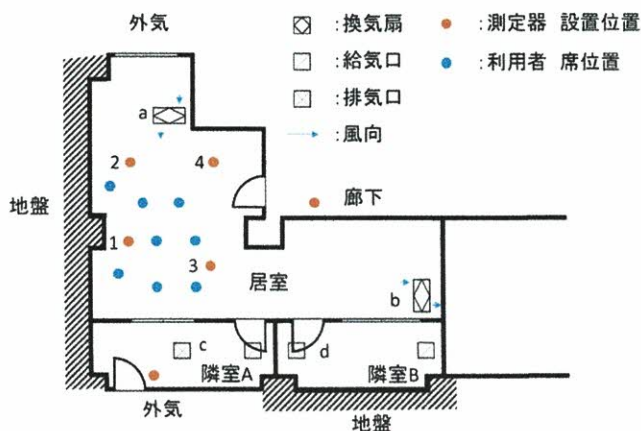 外気
:換気扇
:測定器 設置位置
:給気口
:利用者 席位置
:排気口
:風向
a
2
4
地盤
廊下
1
3
居室
b
c
d
隣室A
隣室B
外気
地盤